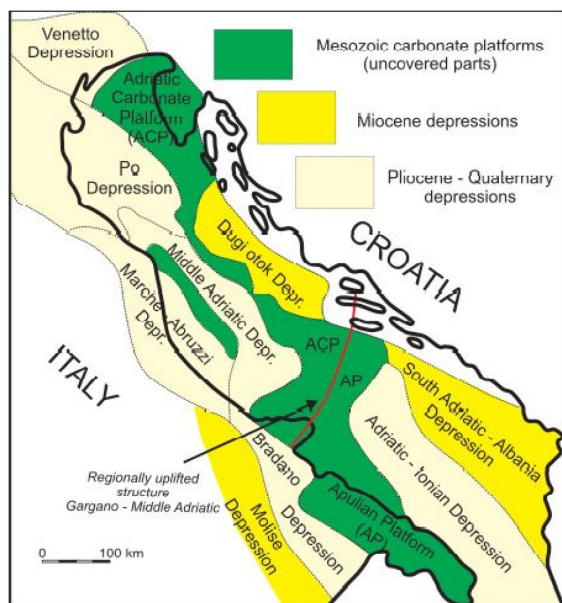 Venetto
Depression
Mesozoic carbonate platforms
(uncovered parts)
Adriatic
Carbonate
Platform
(ACP)
Miocene depressions
Po
Depression
Pliocene - Quaternary
depressions
Dugi otok Depr.
CROATIA
Middle Adriatic Depr.
Marche - Abruzzi
Depr.
ACP
AP
ITALY
South Adriatic - Albania
Depression
Adriatic - Ionian Depression
Regionally uplifted
structure
Gargano - Middle Adriatic
Bradano
Depression
Molise
Depression
Apulian Platform
(AP)
0 100 km